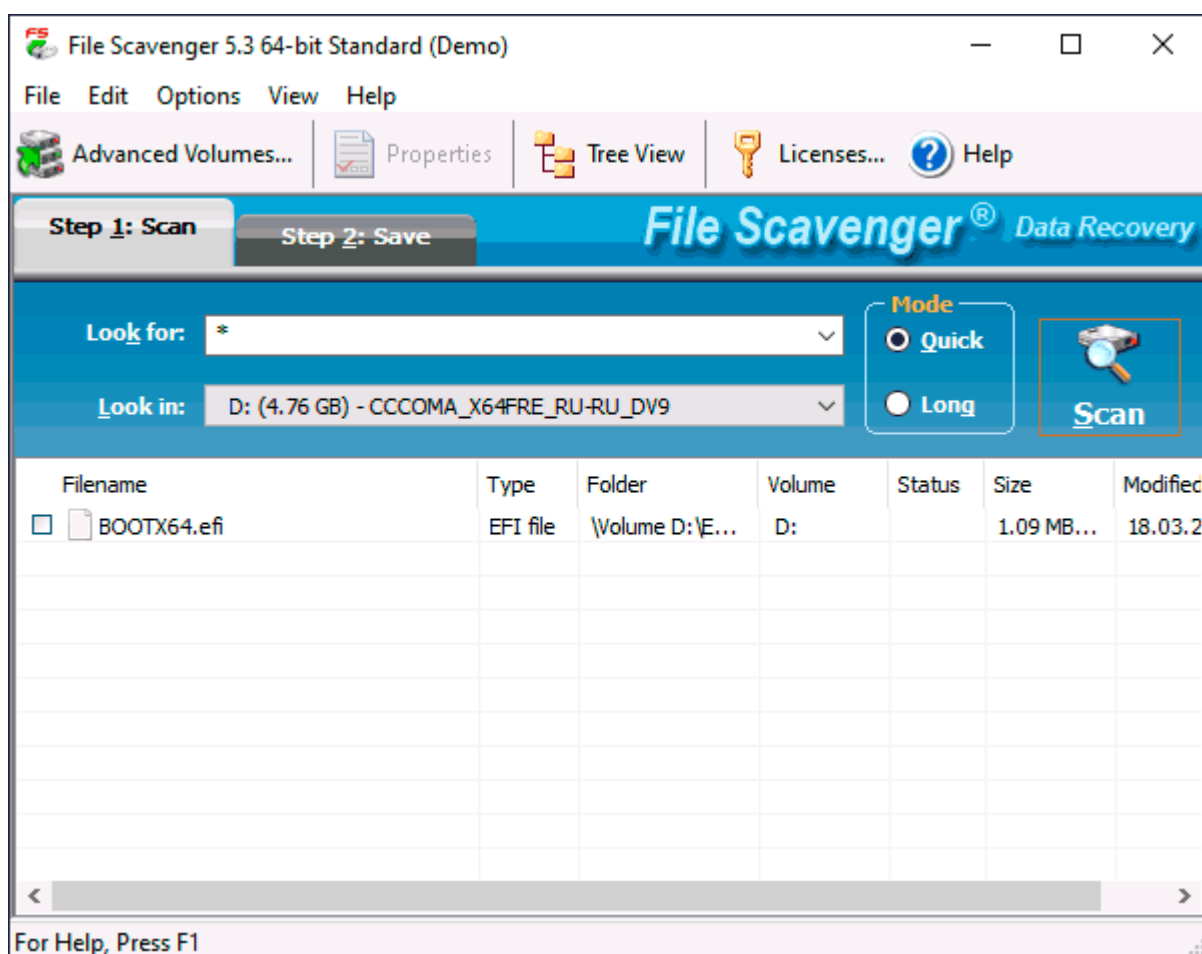 FS File Scavenger 5.3 64-bit Standard (Demo)
File Edit Options View Help
Advanced Volumes... Properties Tree View Licenses... ? Help
Step 1: Scan Step 2: Save File Scavenger® Data Recovery
Mode
Look for: * Quick
Look in: D: (4.76 GB) - CCCOMA_X64FRE_RU-RU_DV9 Long Scan
Filename Type Folder Volume Status Size Modified
BOOTX64.efi EFI file \Volume D:\E... D: 1.09 MB... 18.03.2
For Help, Press F1